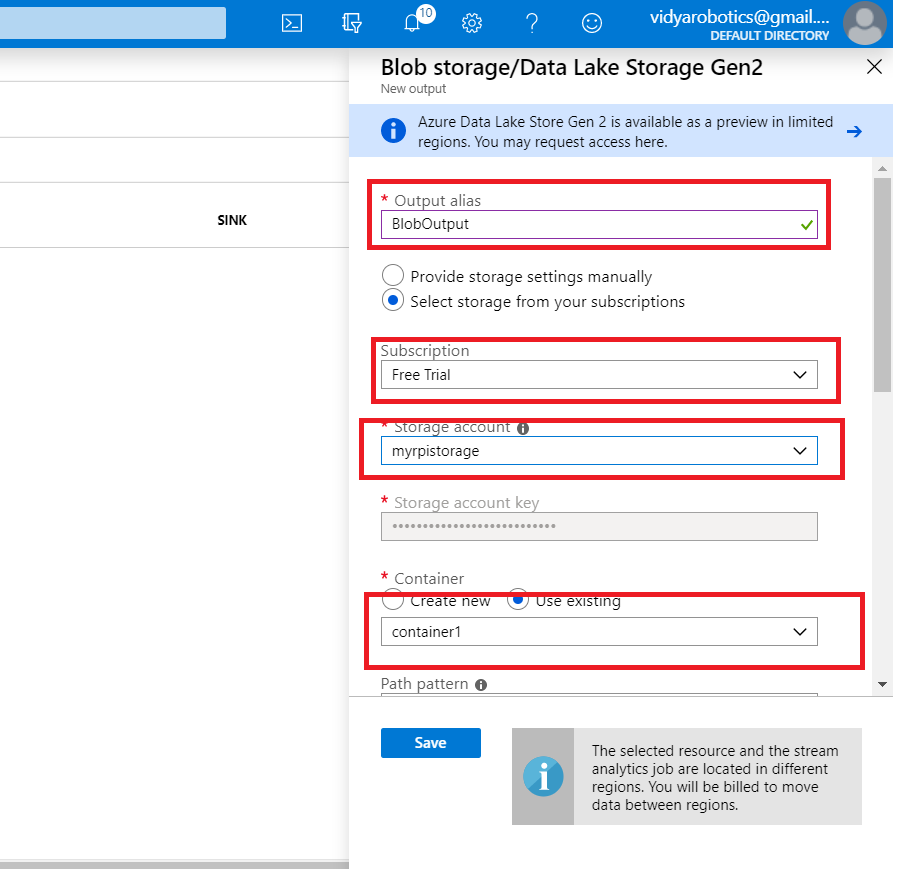 10
vidyarobotics@gmail....
DEFAULT DIRECTORY
Blob storage/Data Lake Storage Gen2
New output
Azure Data Lake Store Gen 2 is available as a preview in limited
regions. You may request access here.
* Output alias
BlobOutput
Provide storage settings manually
Select storage from your subscriptions
SINK
Subscription
Free Trial
* Storage account
myrpistorage
* Storage account key
••••••••••••••••••••••••••••
* Container
Create new Use existing
container1
Path pattern
Save
The selected resource and the stream
analytics job are located in different
regions. You will be billed to move
data between regions.